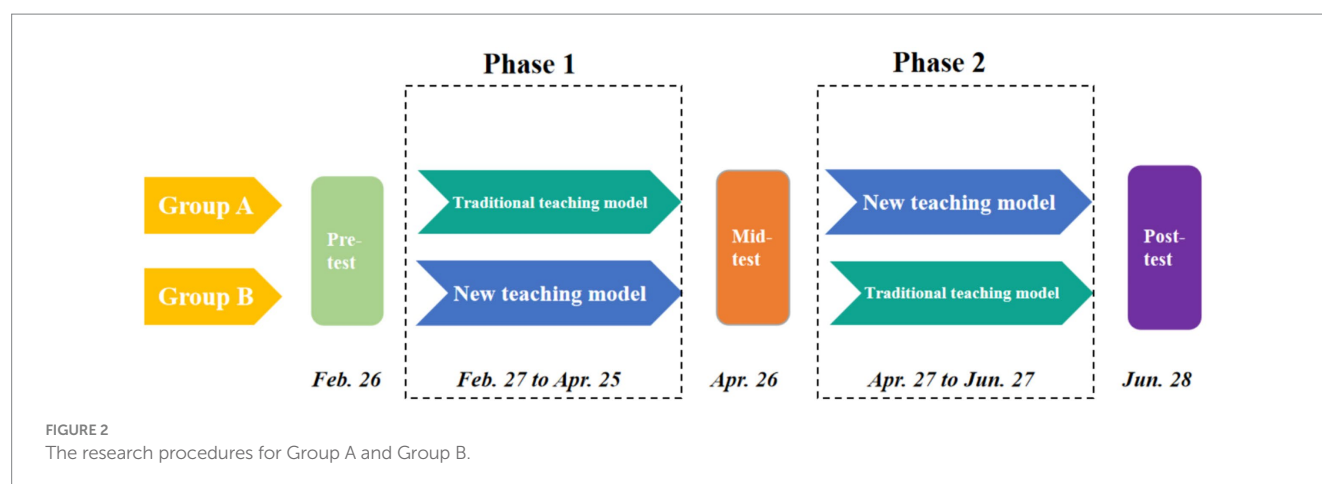 Phase 1
Phase 2
Group A
Group B
Pre-
test
Traditional teaching model
New teaching model
Mid-
test
New teaching model
Traditional teaching model
Post-
test
Feb. 26
Feb. 27 to Apr. 25
Apr. 26
Apr. 27 to Jun. 27
Jun. 28
FIGURE 2
The research procedures for Group A and Group B.